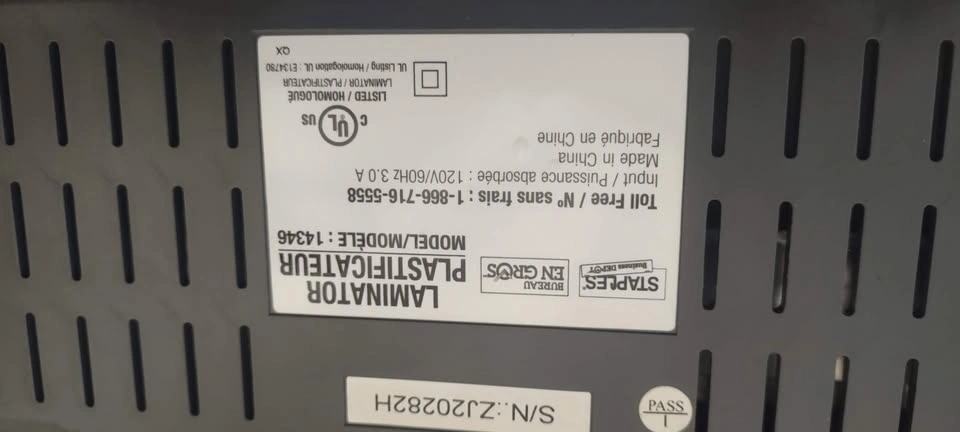 STAPLES
Business DEPOT
BUREAU
EN GROS
LAMINATOR
PLASTIFICATEUR
MODEL/MODÈLE : 14346
Toll Free / N° sans frais : 1-866-716-5558
Input / Puissance absorbée : 120V/60Hz 3.0 A
Made in China
Fabriqué en Chine
C UL US
LISTED / HOMOLOGUÉ
LAMINATOR / PLASTIFICATEUR
UL Listing / Homologation UL : E134790
QX
S/N.:ZJ20282H
PASS
1